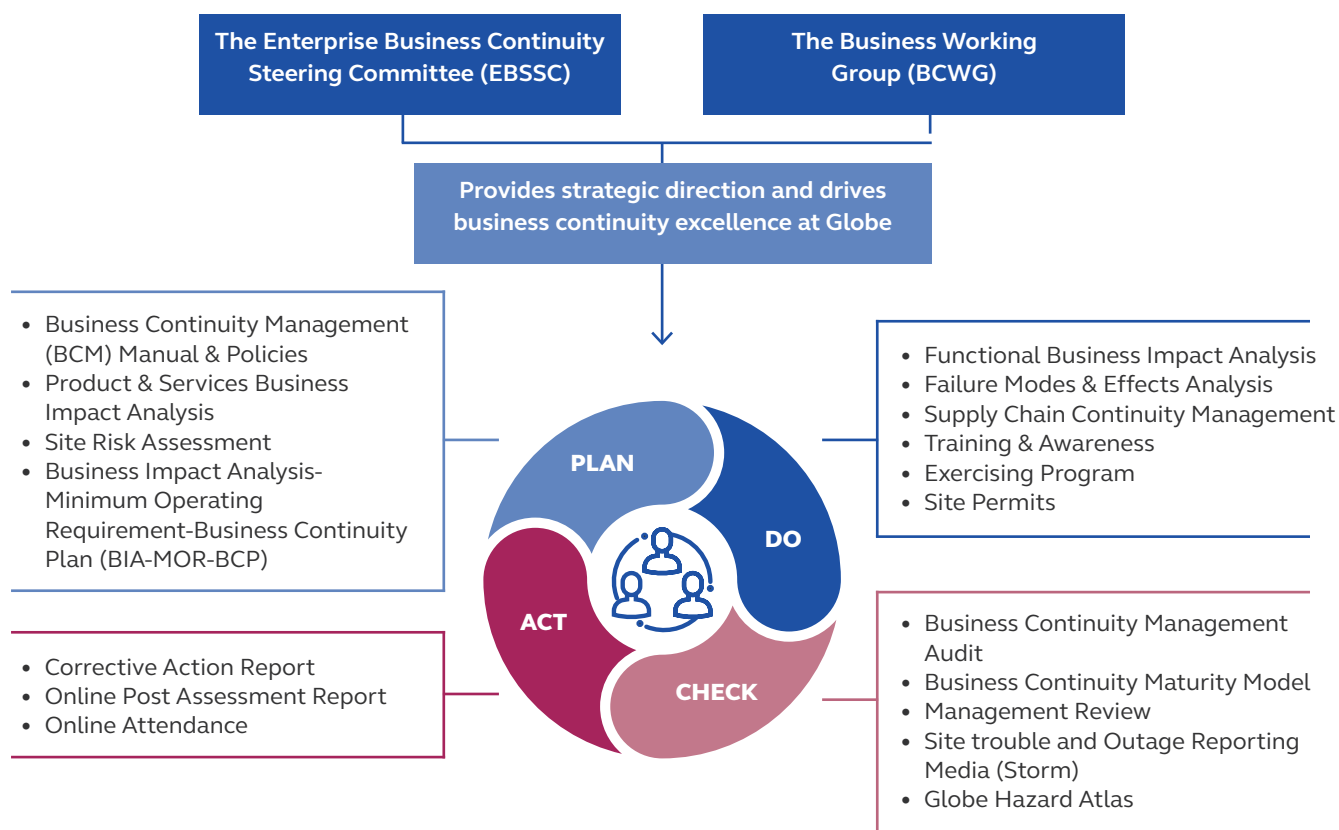 The Enterprise Business Continuity
Steering Committee (EBSSC)
The Business Working
Group (BCWG)
Provides strategic direction and drives
business continuity excellence at Globe
• Business Continuity Management
(BCM) Manual & Policies
• Product & Services Business
Impact Analysis
• Site Risk Assessment
• Business Impact Analysis-
Minimum Operating
Requirement-Business Continuity
Plan (BIA-MOR-BCP)
• Functional Business Impact Analysis
• Failure Modes & Effects Analysis
• Supply Chain Continuity Management
• Training & Awareness
• Exercising Program
• Site Permits
PLAN
DO
ACT
CHECK
• Corrective Action Report
• Online Post Assessment Report
• Online Attendance
• Business Continuity Management
Audit
• Business Continuity Maturity Model
• Management Review
• Site trouble and Outage Reporting
Media (Storm)
• Globe Hazard Atlas